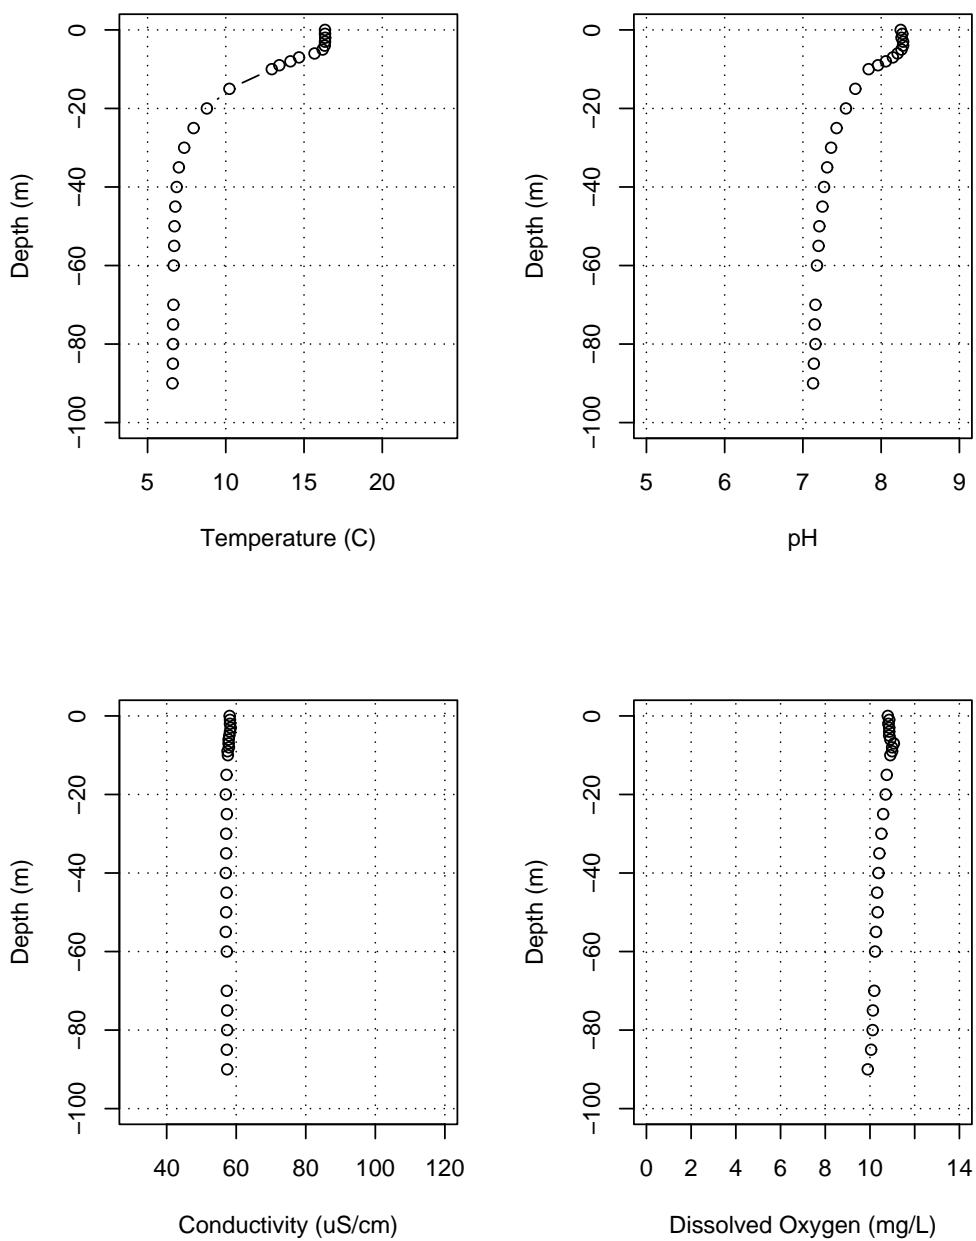 0
−20
−40
−60
−80
−100
Depth (m)
5 10 15 20
Temperature (C)
0
−20
−40
−60
−80
−100
Depth (m)
5 6 7 8 9
pH
0
−20
−40
−60
−80
−100
Depth (m)
40 60 80 100 120
Conductivity (uS/cm)
0
−20
−40
−60
−80
−100
Depth (m)
0 2 4 6 8 10 14
Dissolved Oxygen (mg/L)